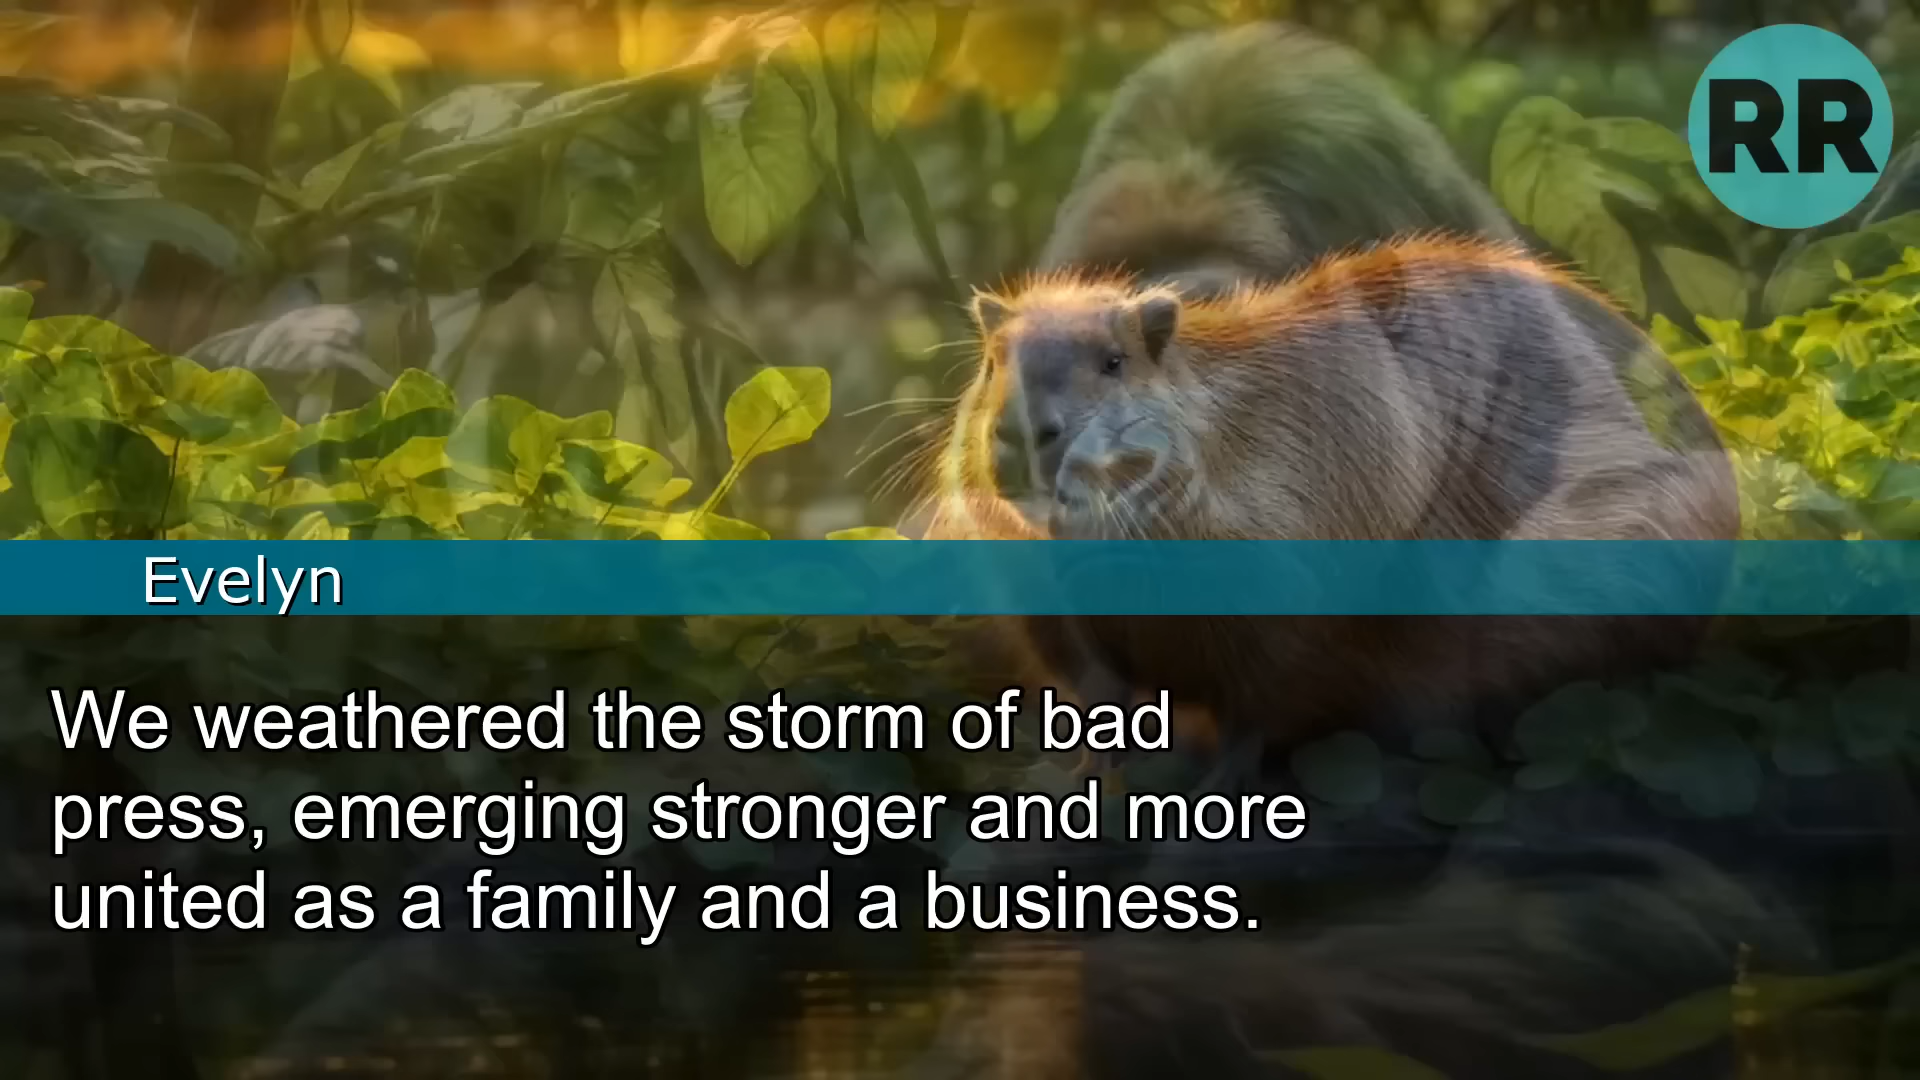 RR
Evelyn
We weathered the storm of bad
press, emerging stronger and more
united as a family and a business.